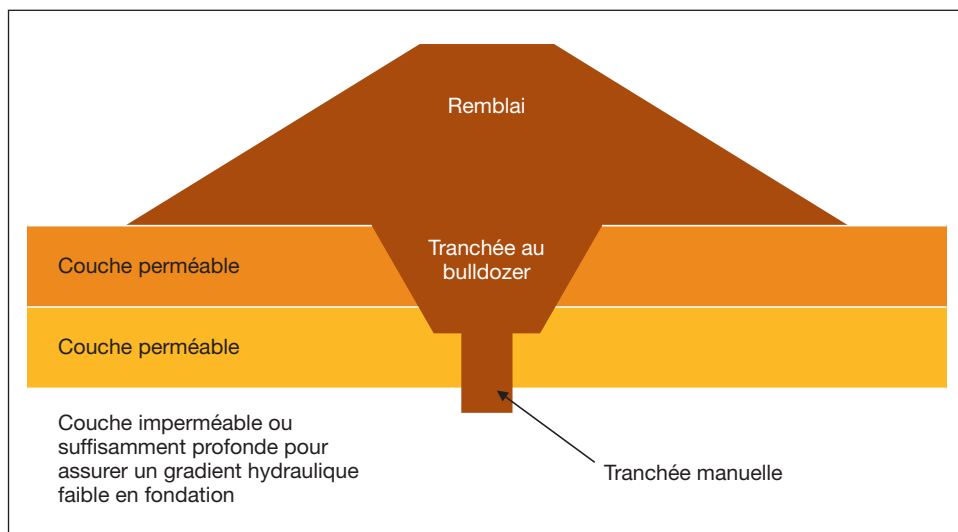 Remblai
Tranchée au
bulldozer
Couche perméable
Couche perméable
Couche imperméable ou
suffisamment profonde pour
assurer un gradient hydraulique
faible en fondation
Tranchée manuelle